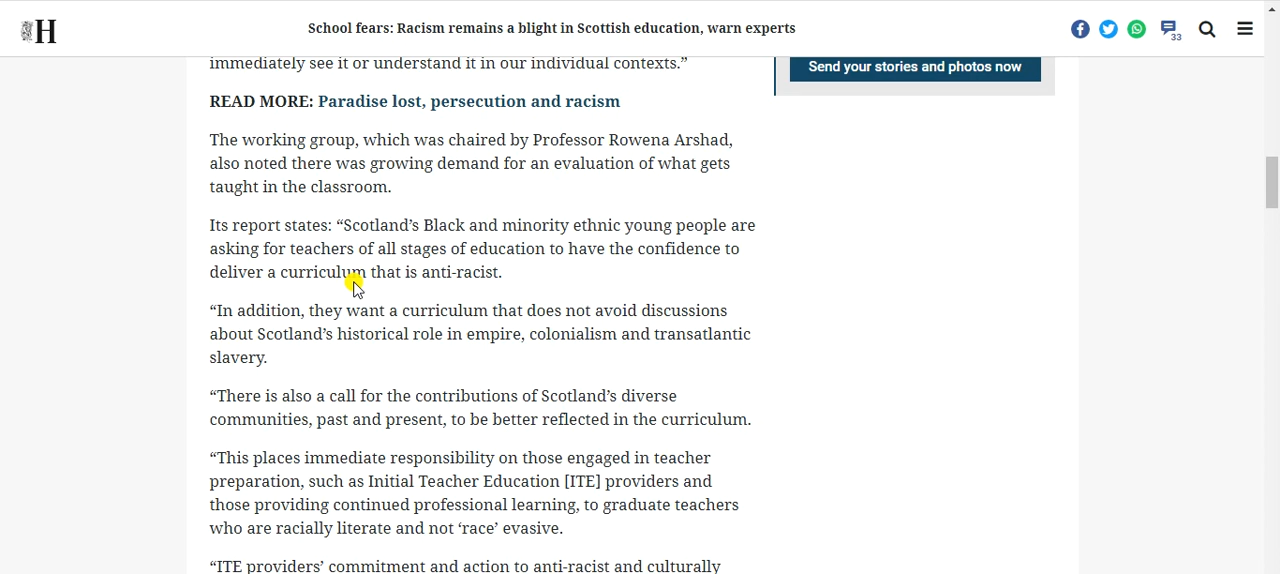 H
School fears: Racism remains a blight in Scottish education, warn experts
33
immediately see it or understand it in our individual contexts.”
Send your stories and photos now
READ MORE: Paradise lost, persecution and racism
The working group, which was chaired by Professor Rowena Arshad,
also noted there was growing demand for an evaluation of what gets
taught in the classroom.
Its report states: “Scotland’s Black and minority ethnic young people are
asking for teachers of all stages of education to have the confidence to
deliver a curriculum that is anti-racist.
“In addition, they want a curriculum that does not avoid discussions
about Scotland’s historical role in empire, colonialism and transatlantic
slavery.
“There is also a call for the contributions of Scotland’s diverse
communities, past and present, to be better reflected in the curriculum.
“This places immediate responsibility on those engaged in teacher
preparation, such as Initial Teacher Education [ITE] providers and
those providing continued professional learning, to graduate teachers
who are racially literate and not ‘race’ evasive.
“ITE providers’ commitment and action to anti-racist and culturally